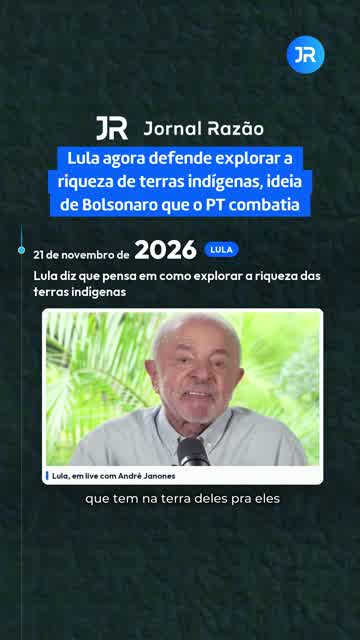 JR
JR Jornal Razão
Lula agora defende explorar a
riqueza de terras indígenas, ideia
de Bolsonaro que o PT combatia
21 de novembro de 2026 LULA
Lula diz que pensa em como explorar a riqueza das
terras indígenas
Lula, em live com André Janones
que tem na terra deles pra eles